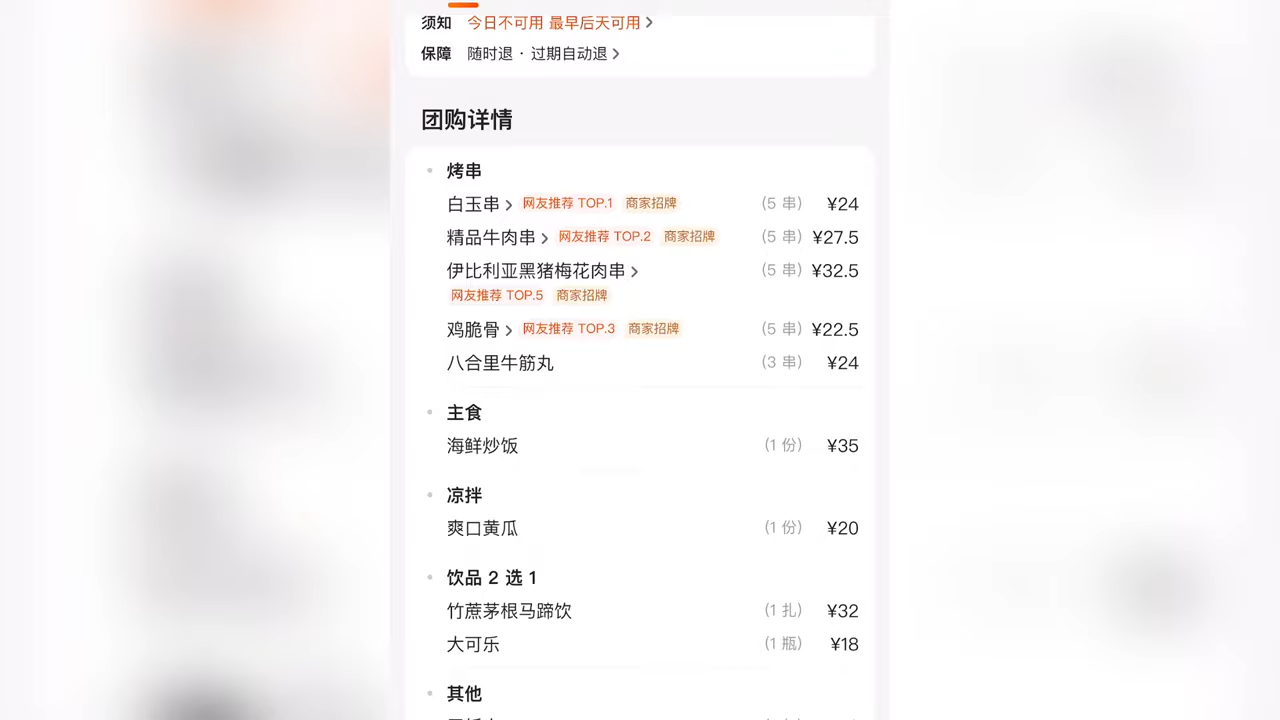 须知 今日不可用 最早后天可用 >
保障 随时退 · 过期自动退 >
团购详情
烤串
白玉串 > 网友推荐 TOP.1 商家招牌 (5 串) ¥24
精品牛肉串 > 网友推荐 TOP.2 商家招牌 (5 串) ¥27.5
伊比利亚黑猪梅花肉串 > (5 串) ¥32.5
网友推荐 TOP.5 商家招牌
鸡脆骨 > 网友推荐 TOP.3 商家招牌 (5 串) ¥22.5
八合里牛筋丸 (3 串) ¥24
主食
海鲜炒饭 (1 份) ¥35
凉拌
爽口黄瓜 (1 份) ¥20
饮品 2 选 1
竹蔗茅根马蹄饮 (1 扎) ¥32
大可乐 (1 瓶) ¥18
其他